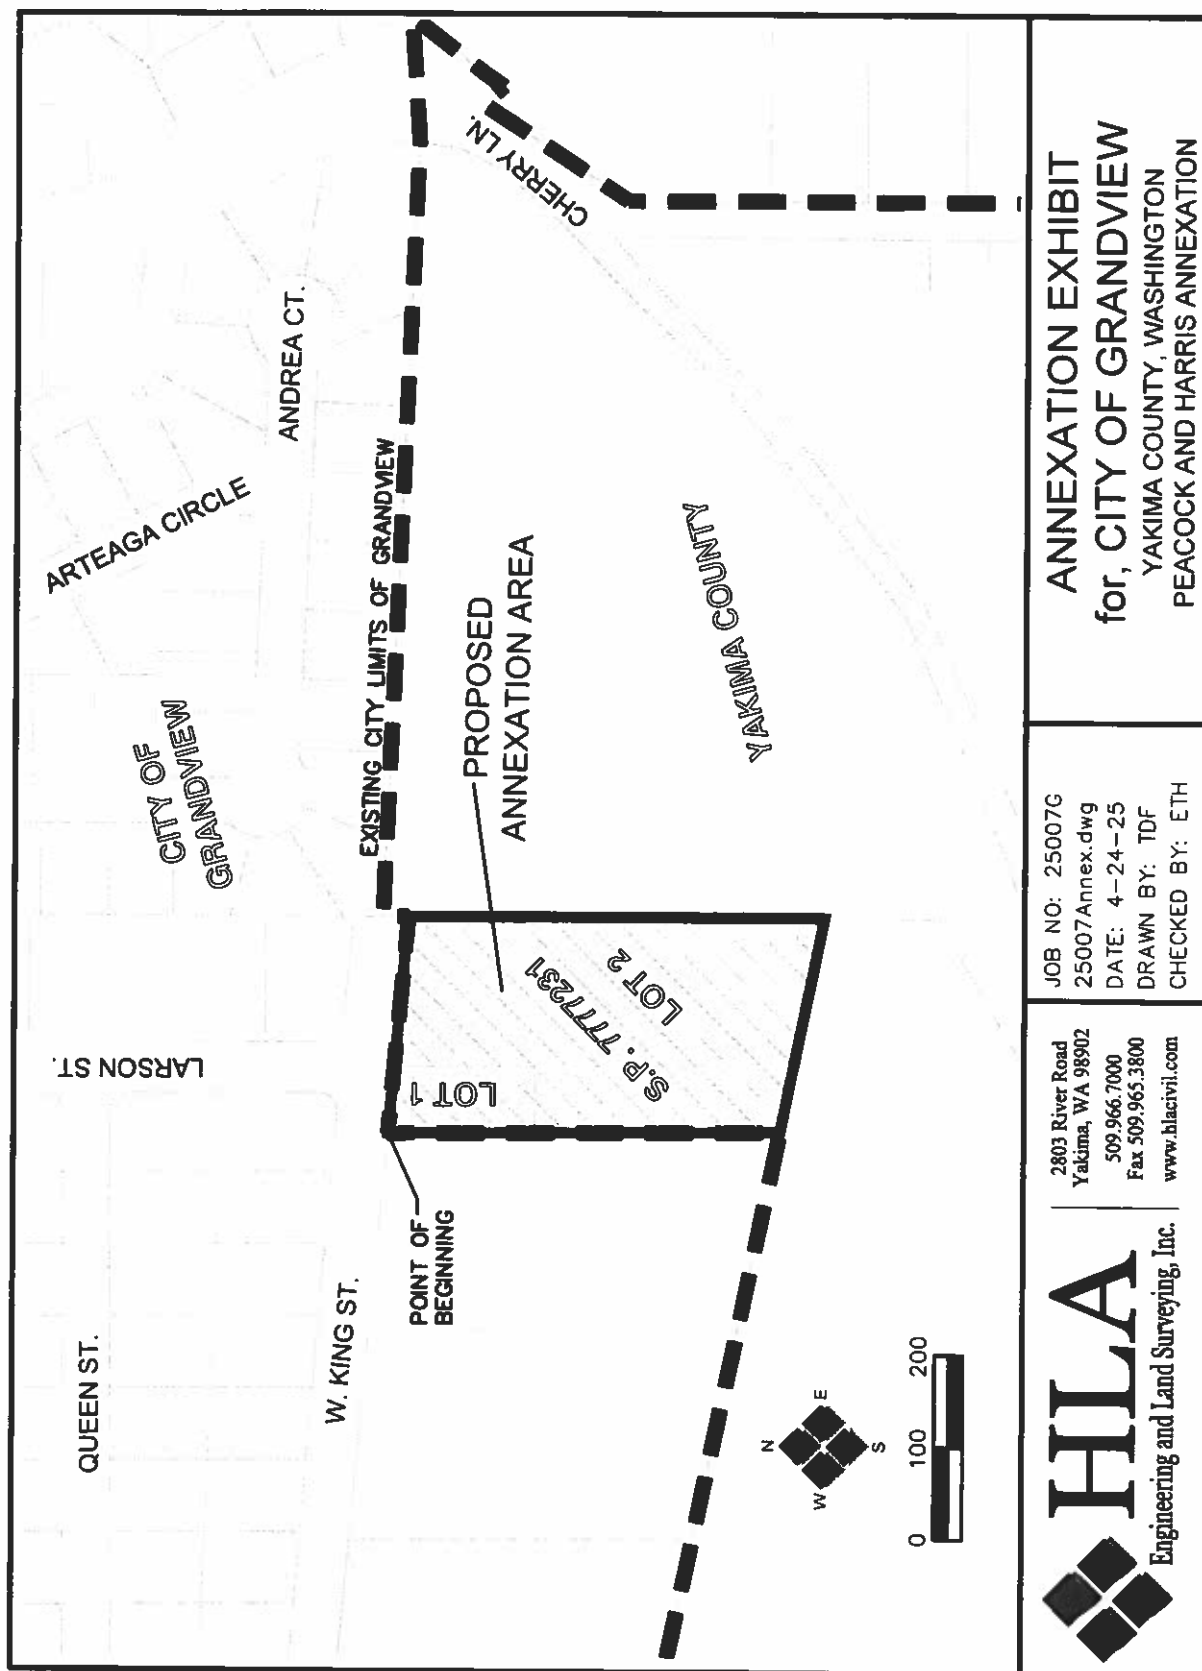 QUEEN ST.
W. KING ST.
LARSON ST.
CITY OF
GRANDVIEW
ARTEAGA CIRCLE
ANDREA CT.
EXISTING CITY LIMITS OF GRANDVIEW
CHERRY LN.
POINT OF
BEGINNING
LOT 1
S.P. 7777231
LOT 2
PROPOSED
ANNEXATION AREA
YAKIMA COUNTY
N
W
E
S
0 100 200
HLA
Engineering and Land Surveying, Inc.
2803 River Road
Yakima, WA 98902
509.966.7000
Fax 509.965.3800
www.hlacivil.com
JOB NO: 25007G
25007Annex.dwg
DATE: 4-24-25
DRAWN BY: TDF
CHECKED BY: ETH
ANNEXATION EXHIBIT
for, CITY OF GRANDVIEW
YAKIMA COUNTY, WASHINGTON
PEACOCK AND HARRIS ANNEXATION